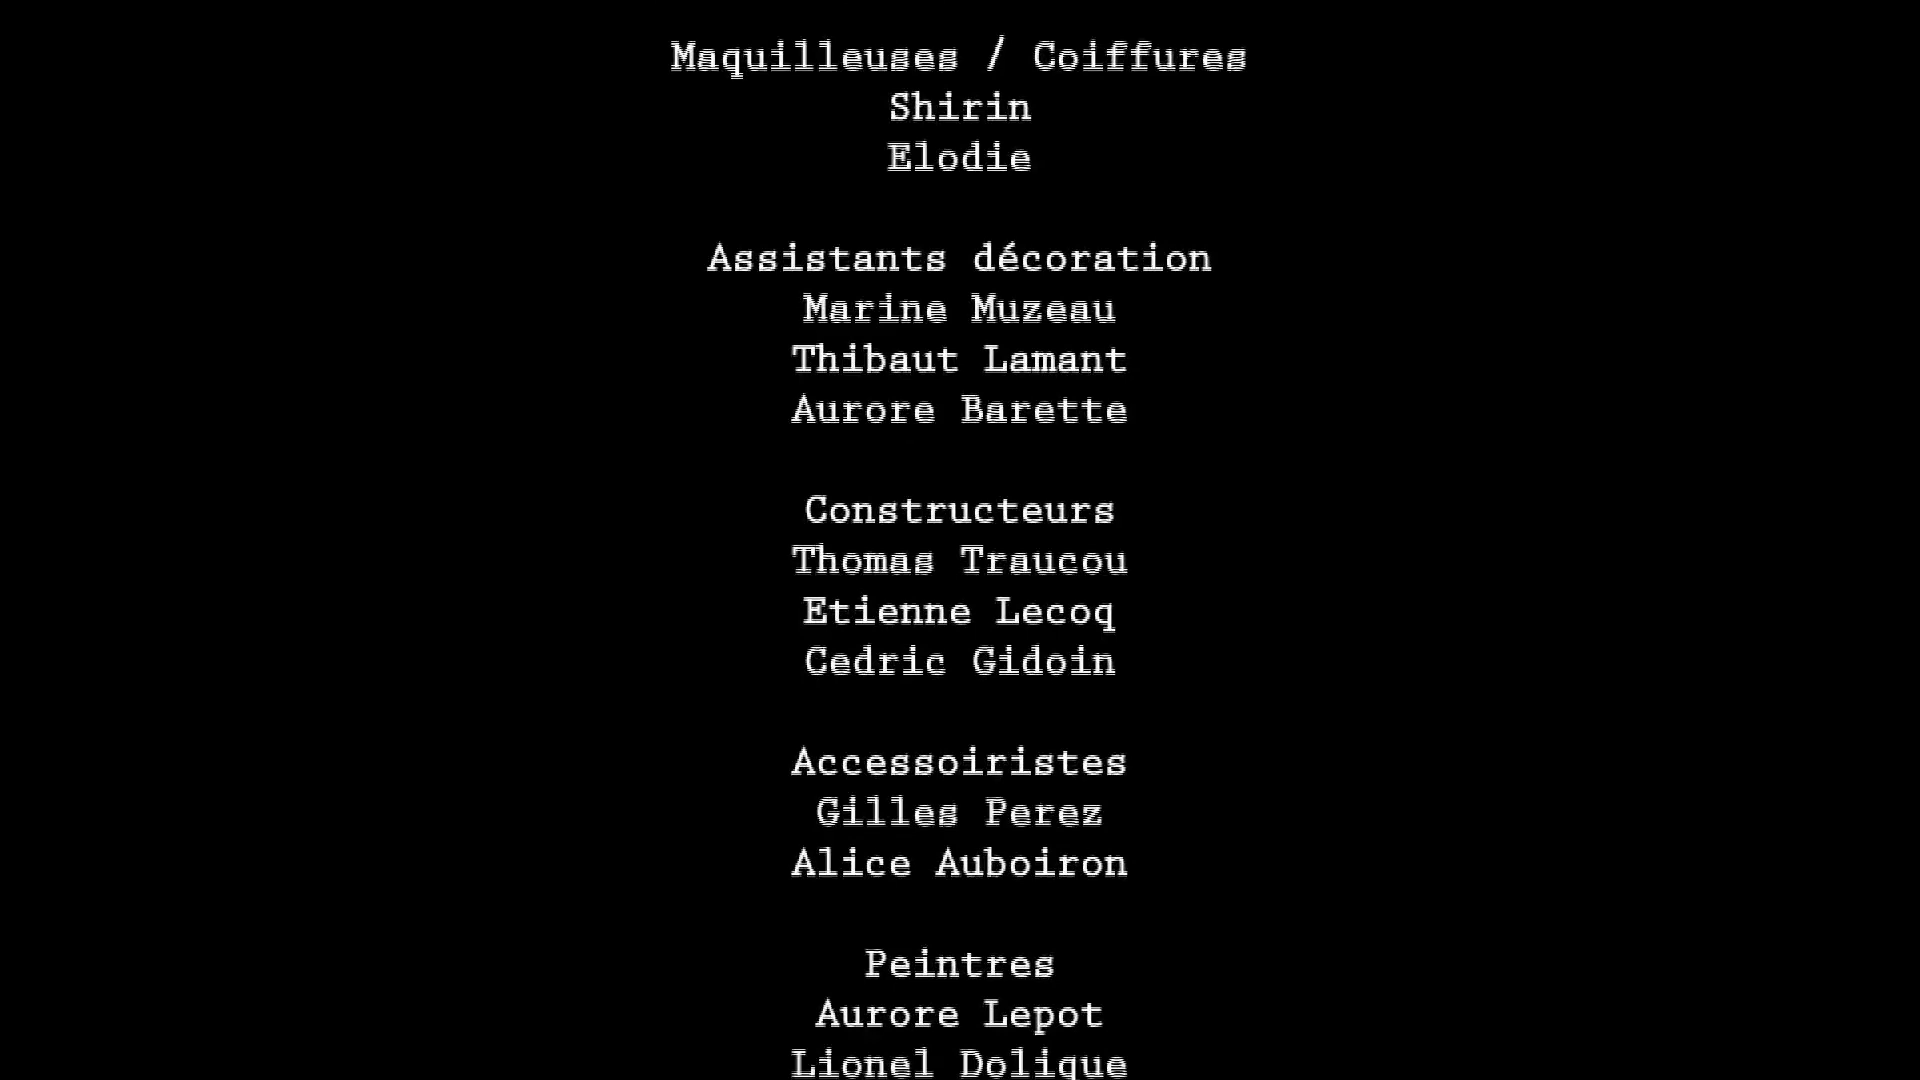 Maquilleuses / Coiffures
Shirin
Elodie
Assistants décoration
Marine Muzeau
Thibaut Lamant
Aurore Barette
Constructeurs
Thomas Traucou
Etienne Lecoq
Cedric Gidoin
Accessoiristes
Gilles Perez
Alice Auboiron
Peintres
Aurore Lepot
Lionel Dolique